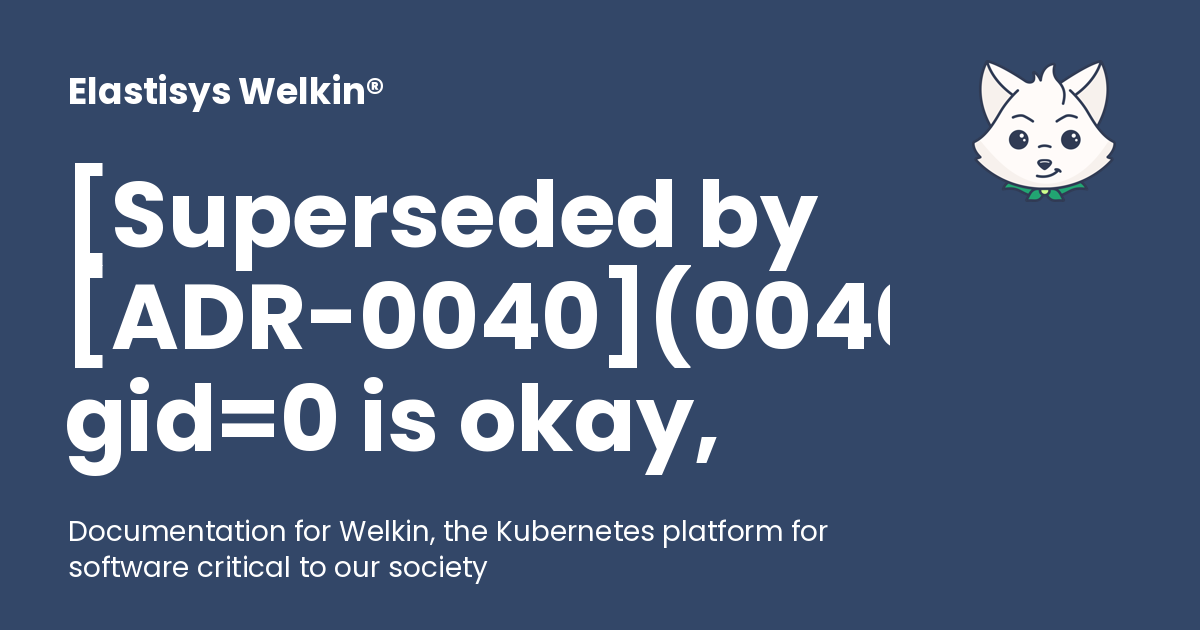 Elastisys Welkin®
[Superseded by
[ADR-0040](004
gid=0 is okay,
Documentation for Welkin, the Kubernetes platform for
software critical to our society